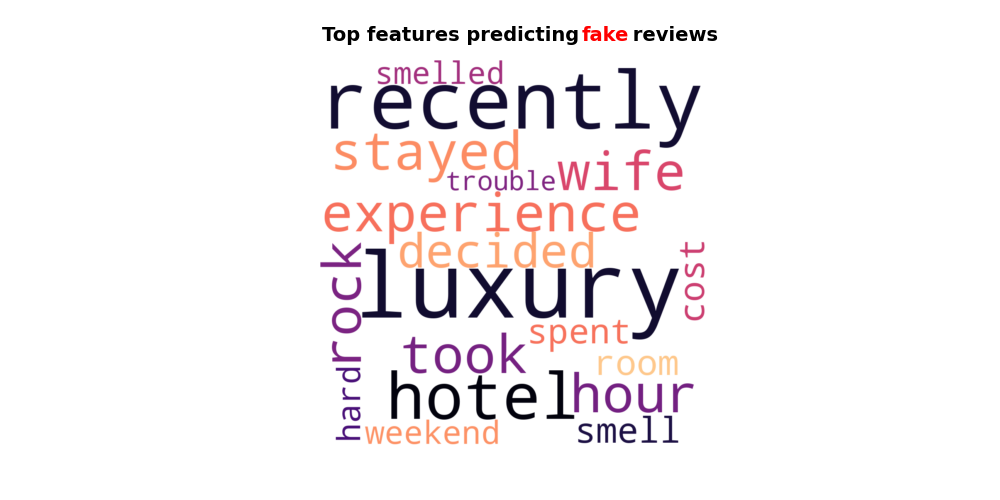 Top features predicting fake reviews
smelled
recently
stayed
trouble
wife
experience
decided
rock
luxury
cost
spent
took
room
hard
hotel
hour
weekend
smell